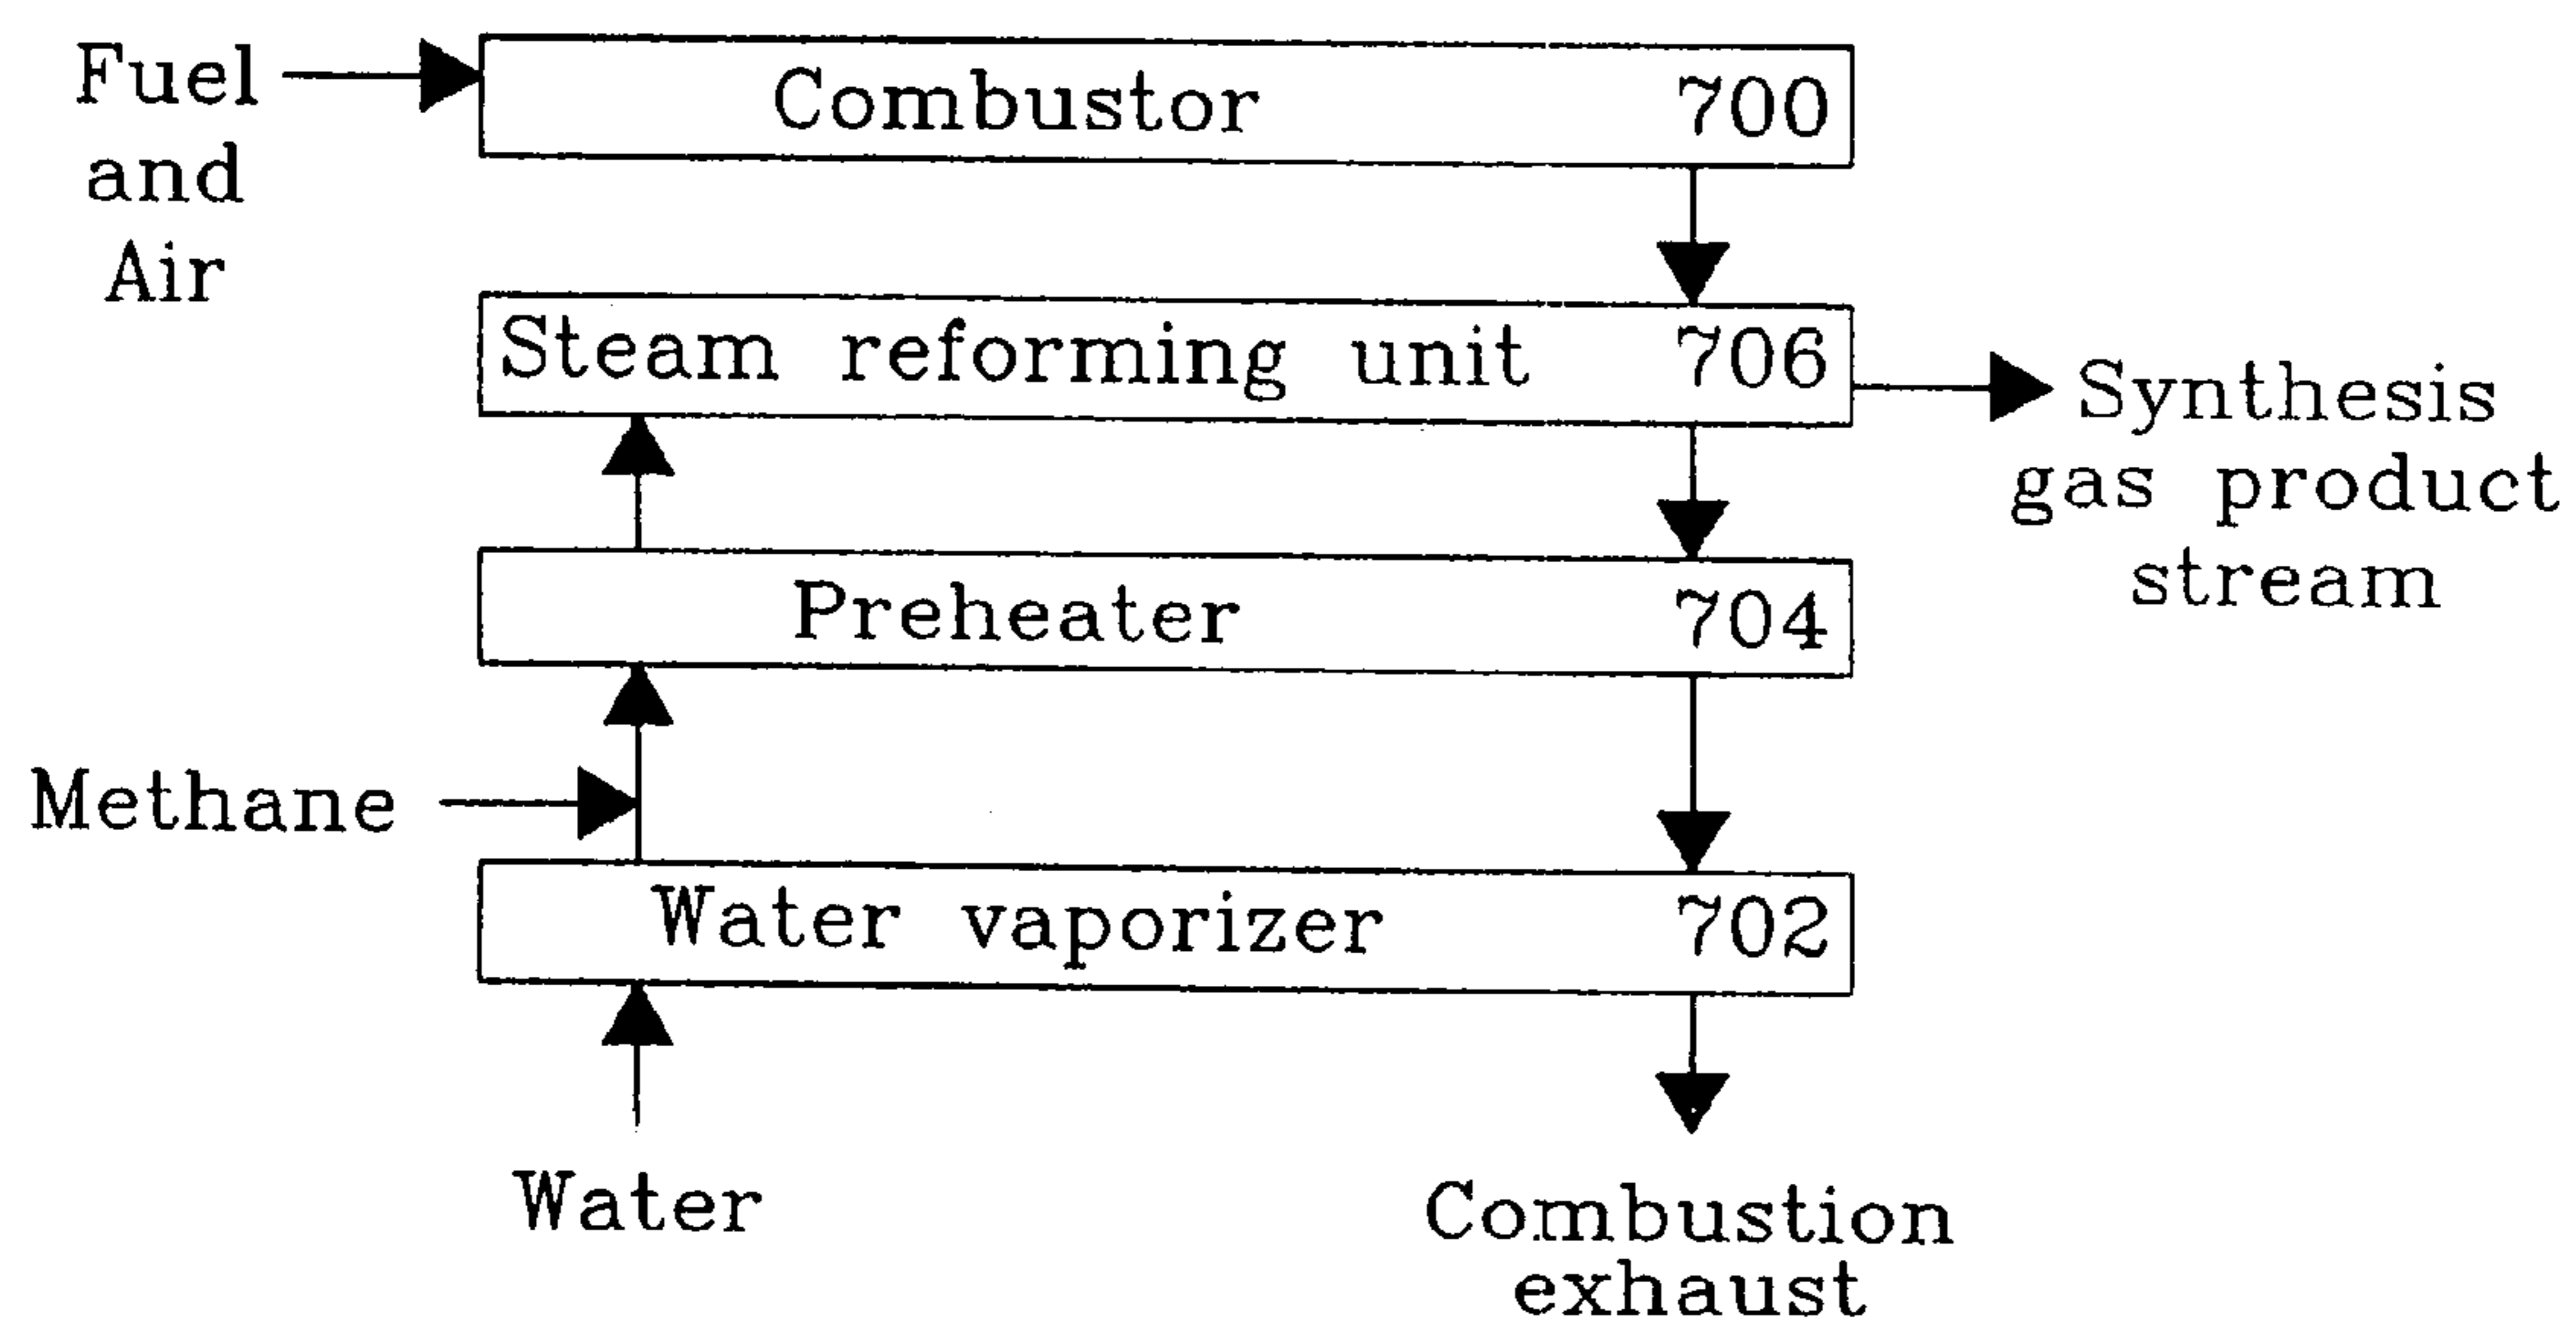 Fuel
and
Air
Combustor 700
Steam reforming unit 706
Synthesis
gas product
stream
Preheater 704
Methane
Water vaporizer 702
Water
Combustion
exhaust